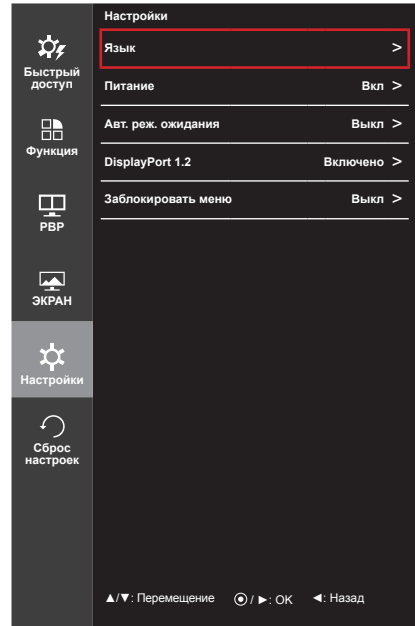 Быстрый
доступ
Функция
PBP
ЭКРАН
Настройки
Сброс
настроек
Настройки
Язык >
Питание Вкл >
Авт. реж. ожидания Выкл >
DisplayPort 1.2 Включено >
Заблокировать меню Выкл >
▲/▼: Перемещение ⦿ / ►: OK ◄: Назад